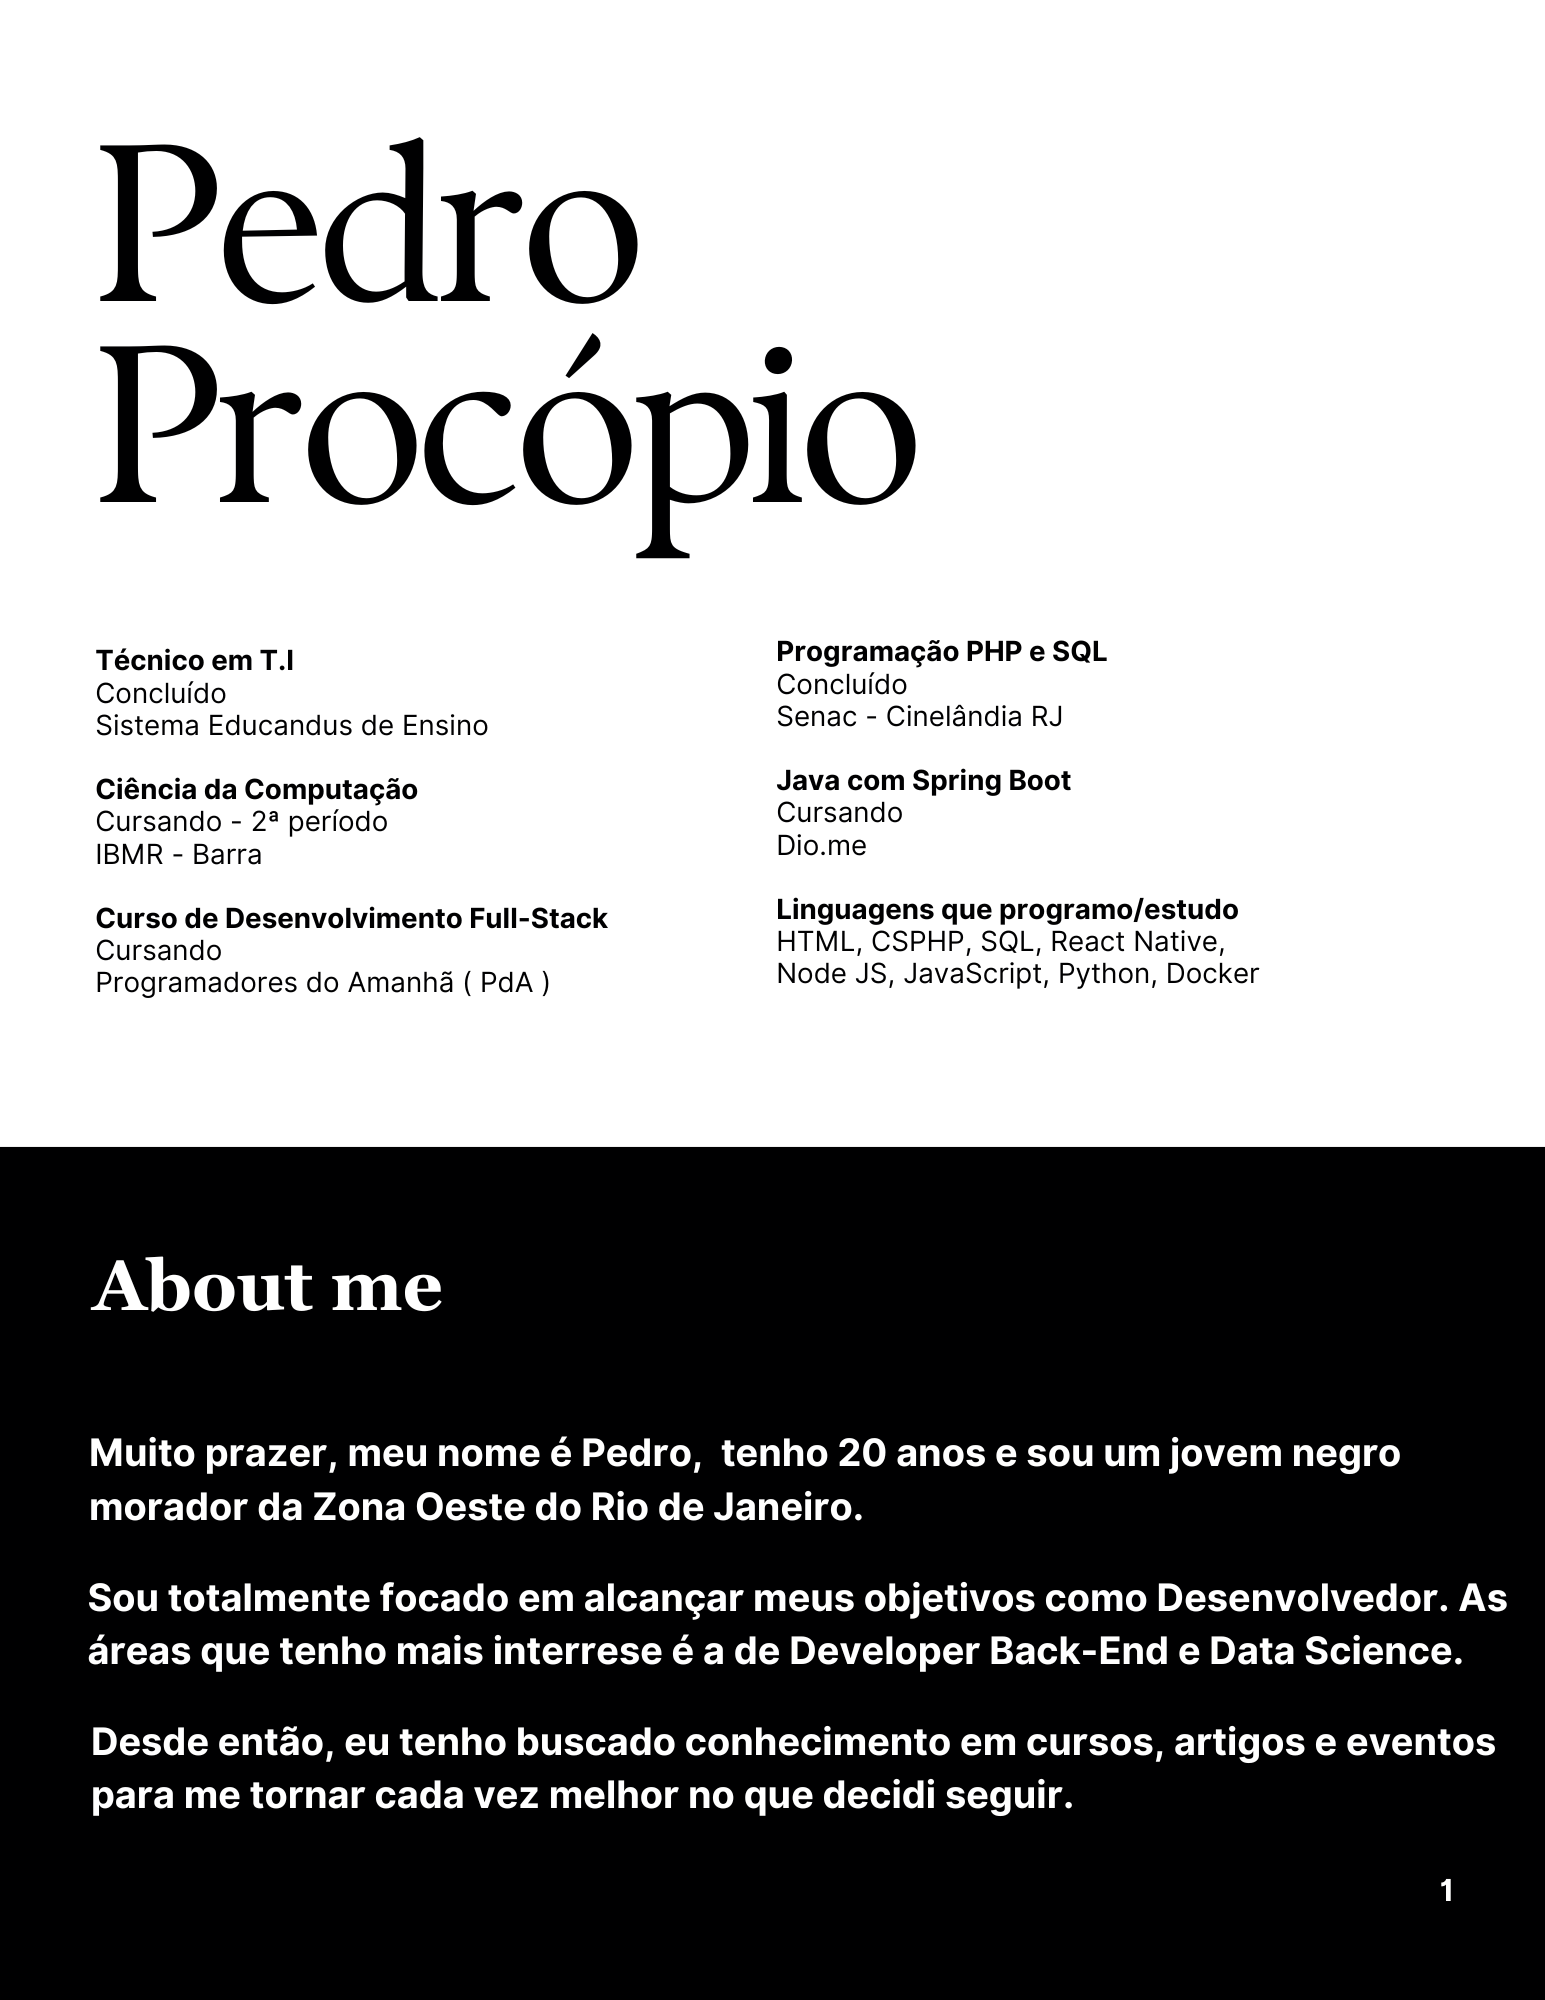 Pedro
Procópio
Técnico em T.I
Concluído
Sistema Educandus de Ensino
Ciência da Computação
Cursando - 2ª período
IBMR - Barra
Curso de Desenvolvimento Full-Stack
Cursando
Programadores do Amanhã ( PdA )
Programação PHP e SQL
Concluído
Senac - Cinelândia RJ
Java com Spring Boot
Cursando
Dio.me
Linguagens que programo/estudo
HTML, CSPHP, SQL, React Native,
Node JS, JavaScript, Python, Docker
About me
Muito prazer, meu nome é Pedro,  tenho 20 anos e sou um jovem negro
morador da Zona Oeste do Rio de Janeiro.
Sou totalmente focado em alcançar meus objetivos como Desenvolvedor. As
áreas que tenho mais interrese é a de Developer Back-End e Data Science.
Desde então, eu tenho buscado conhecimento em cursos, artigos e eventos
para me tornar cada vez melhor no que decidi seguir.
1